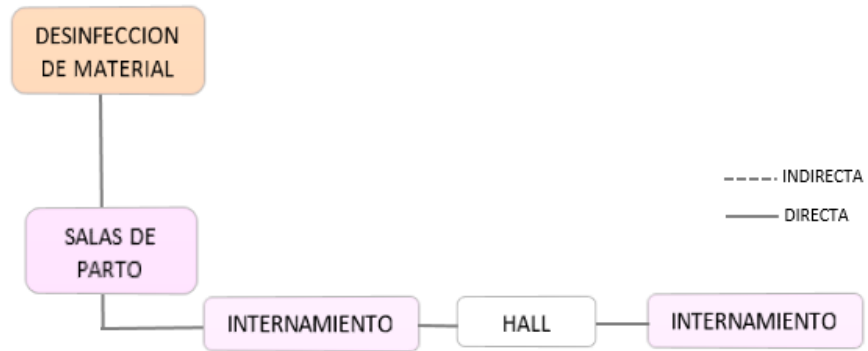 DESINFECCION
DE MATERIAL
INDIRECTA
DIRECTA
SALAS DE
PARTO
INTERNAMIENTO
HALL
INTERNAMIENTO